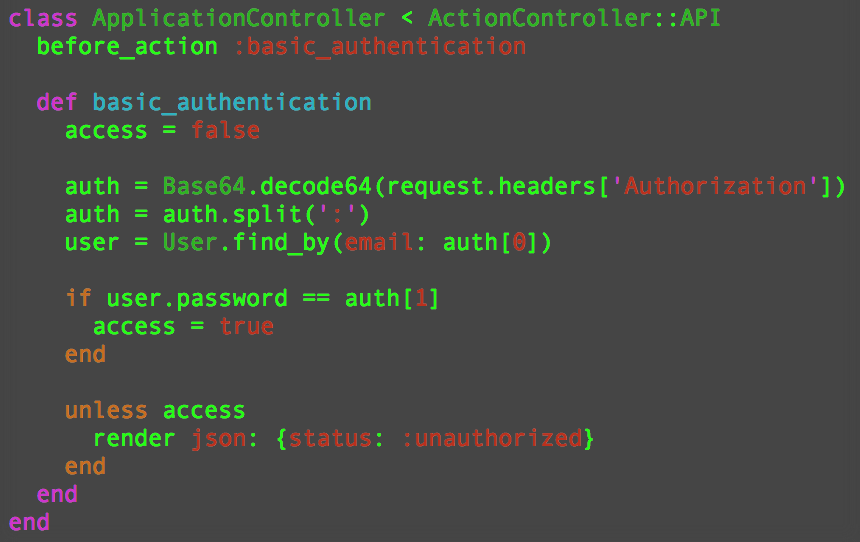 class ApplicationController < ActionController::API
  before_action :basic_authentication

  def basic_authentication
    access = false

    auth = Base64.decode64(request.headers['Authorization'])
    auth = auth.split(':')
    user = User.find_by(email: auth[0])

    if user.password == auth[1]
      access = true
    end

    unless access
      render json: {status: :unauthorized}
    end
  end
end